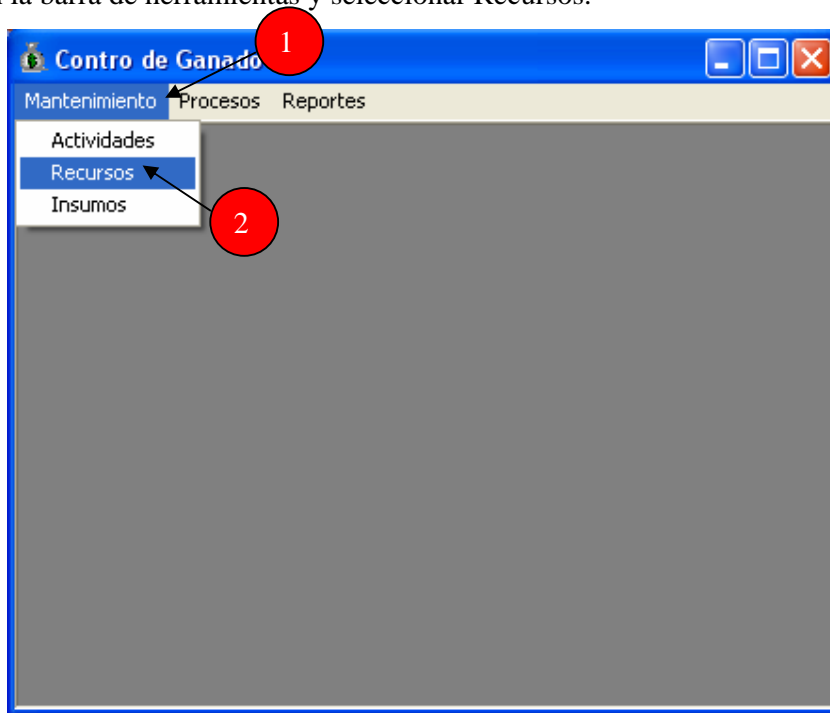 la barra de herramientas y seleccionar Recursos.
1
Contro de Ganado
Mantenimiento Procesos Reportes
Actividades
Recursos
Insumos
2